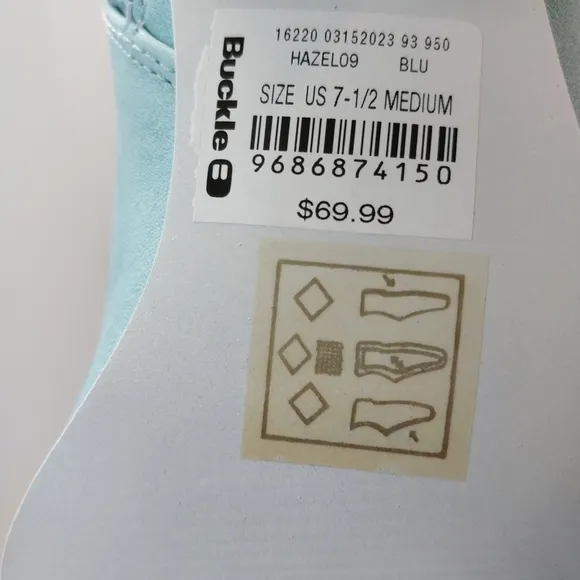 16220 03152023 93 950
HAZEL09 BLU
Buckle B
SIZE US 7-1/2 MEDIUM
9686874150
$69.99